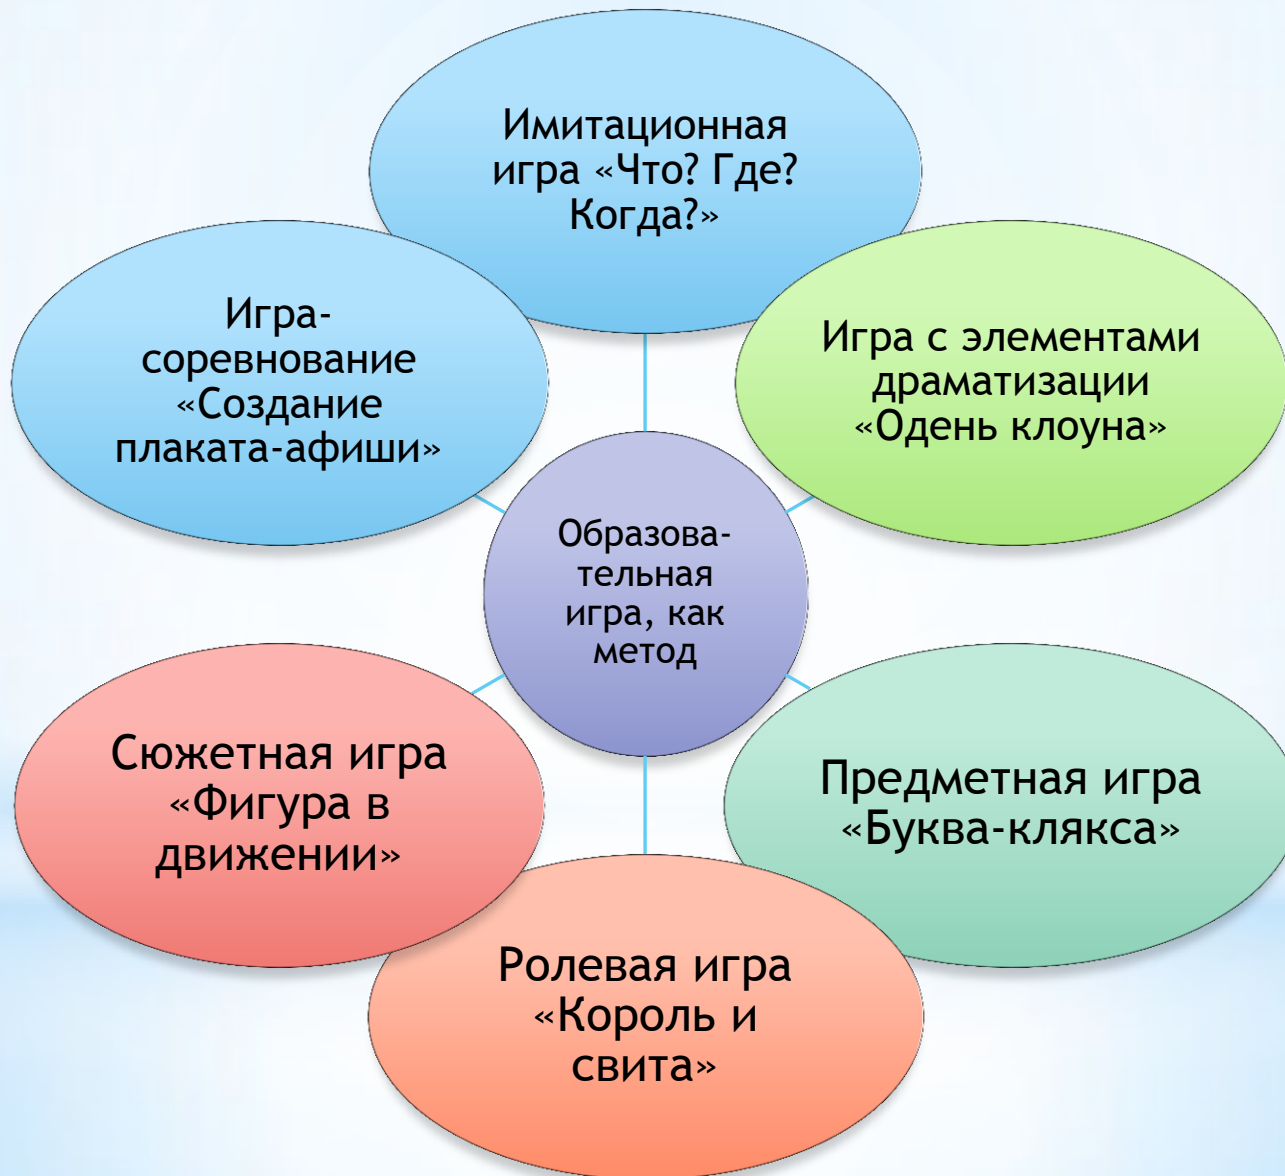 Имитационная
игра «Что? Где?
Когда?»
Игра с элементами
драматизации
«Одень клоуна»
Предметная игра
«Буква-клякса»
Ролевая игра
«Король и
свита»
Сюжетная игра
«Фигура в
движении»
Игра-
соревнование
«Создание
плаката-афиши»
Образова-
тельная
игра, как
метод